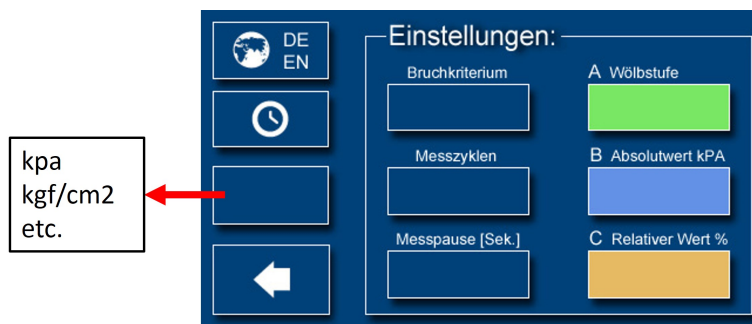 kpa
kgf/cm2
etc.
DE
EN
Einstellungen:
Bruchkriterium
A Wölbstufe
Messzyklen
B Absolutwert kPA
Messpause [Sek.]
C Relativer Wert %